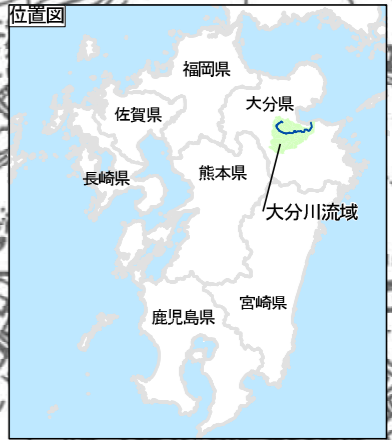 位置図
福岡県
大分県
佐賀県
長崎県
熊本県
大分川流域
宮崎県
鹿児島県